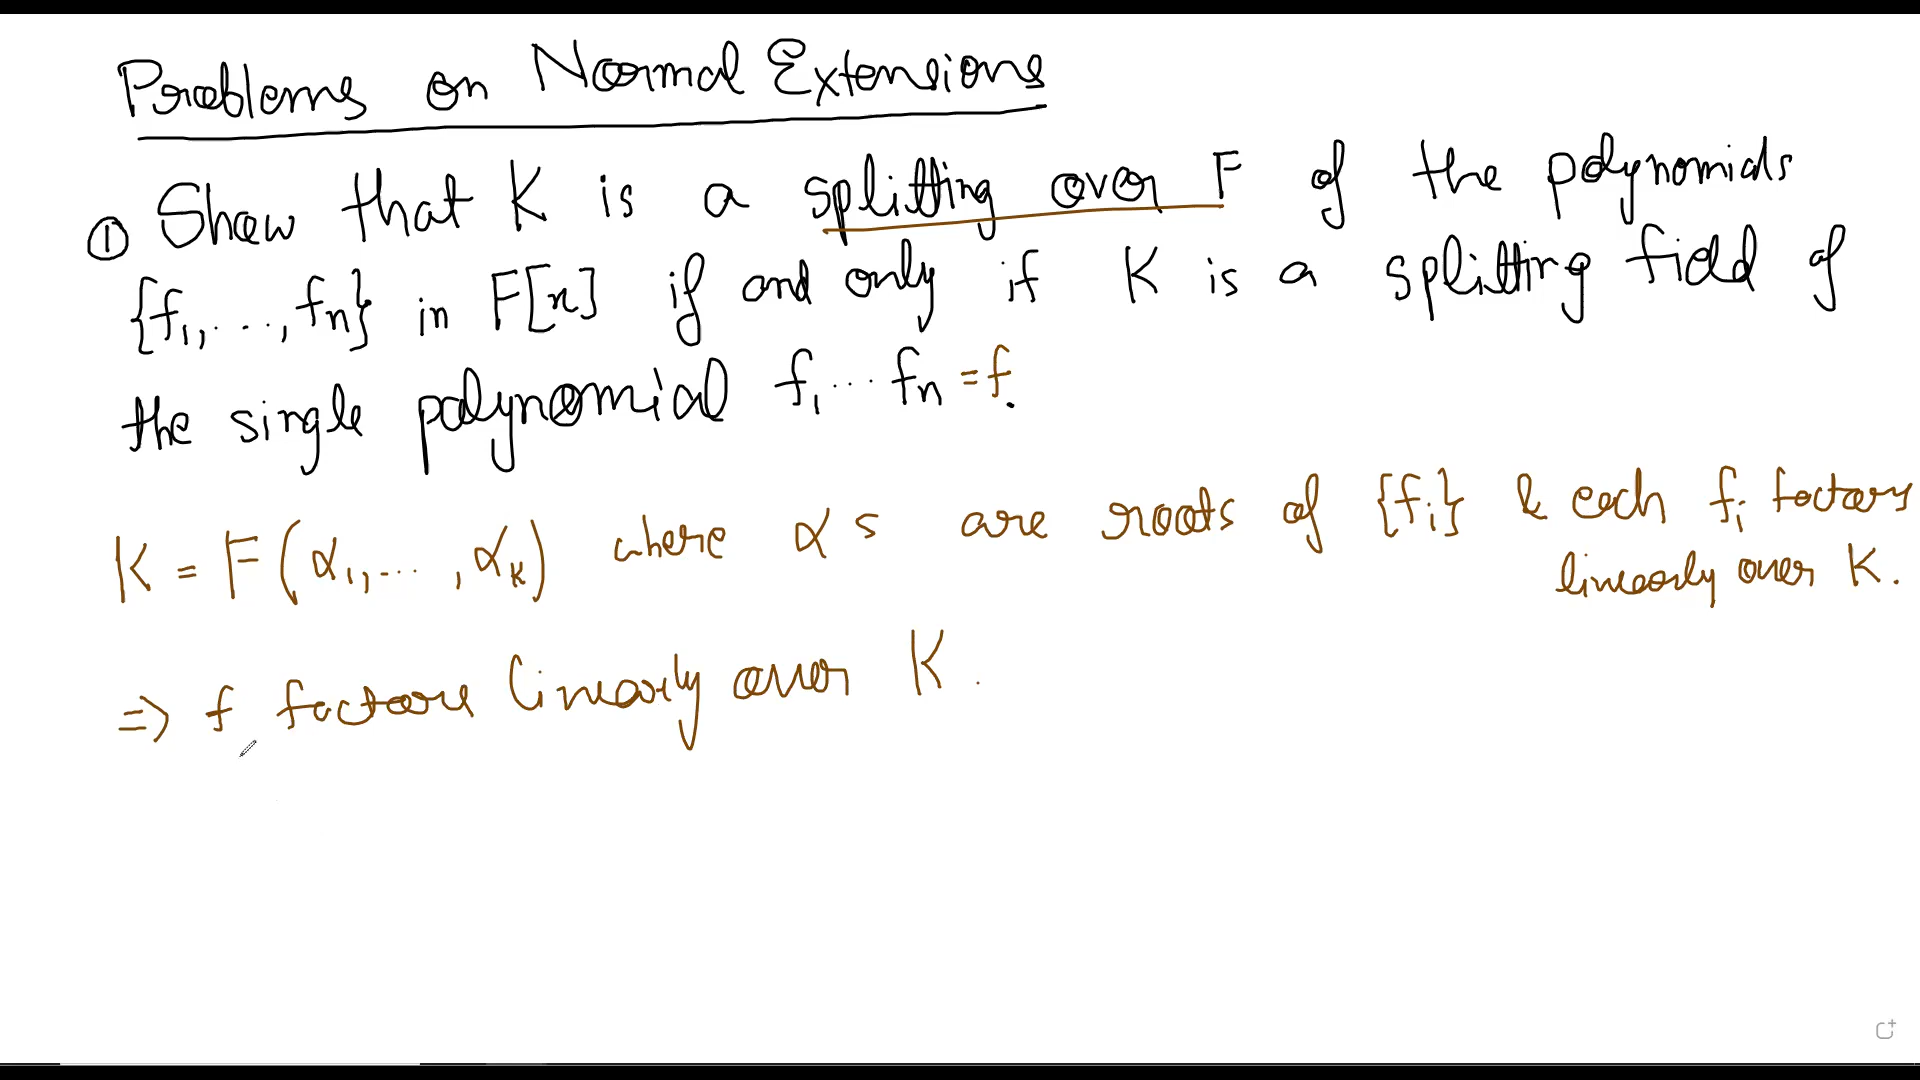 Problems on Normal Extensions
① Show that K is a splitting over F of the polynomials
{f₁, ..., fₙ} in F[x] if and only if K is a splitting field of
the single polynomial f₁ ... fₙ = f.
K = F(α₁, ..., αₖ) where α s are roots of {fᵢ} & each fᵢ factors
linearly over K.
⇒ f factors linearly over K.